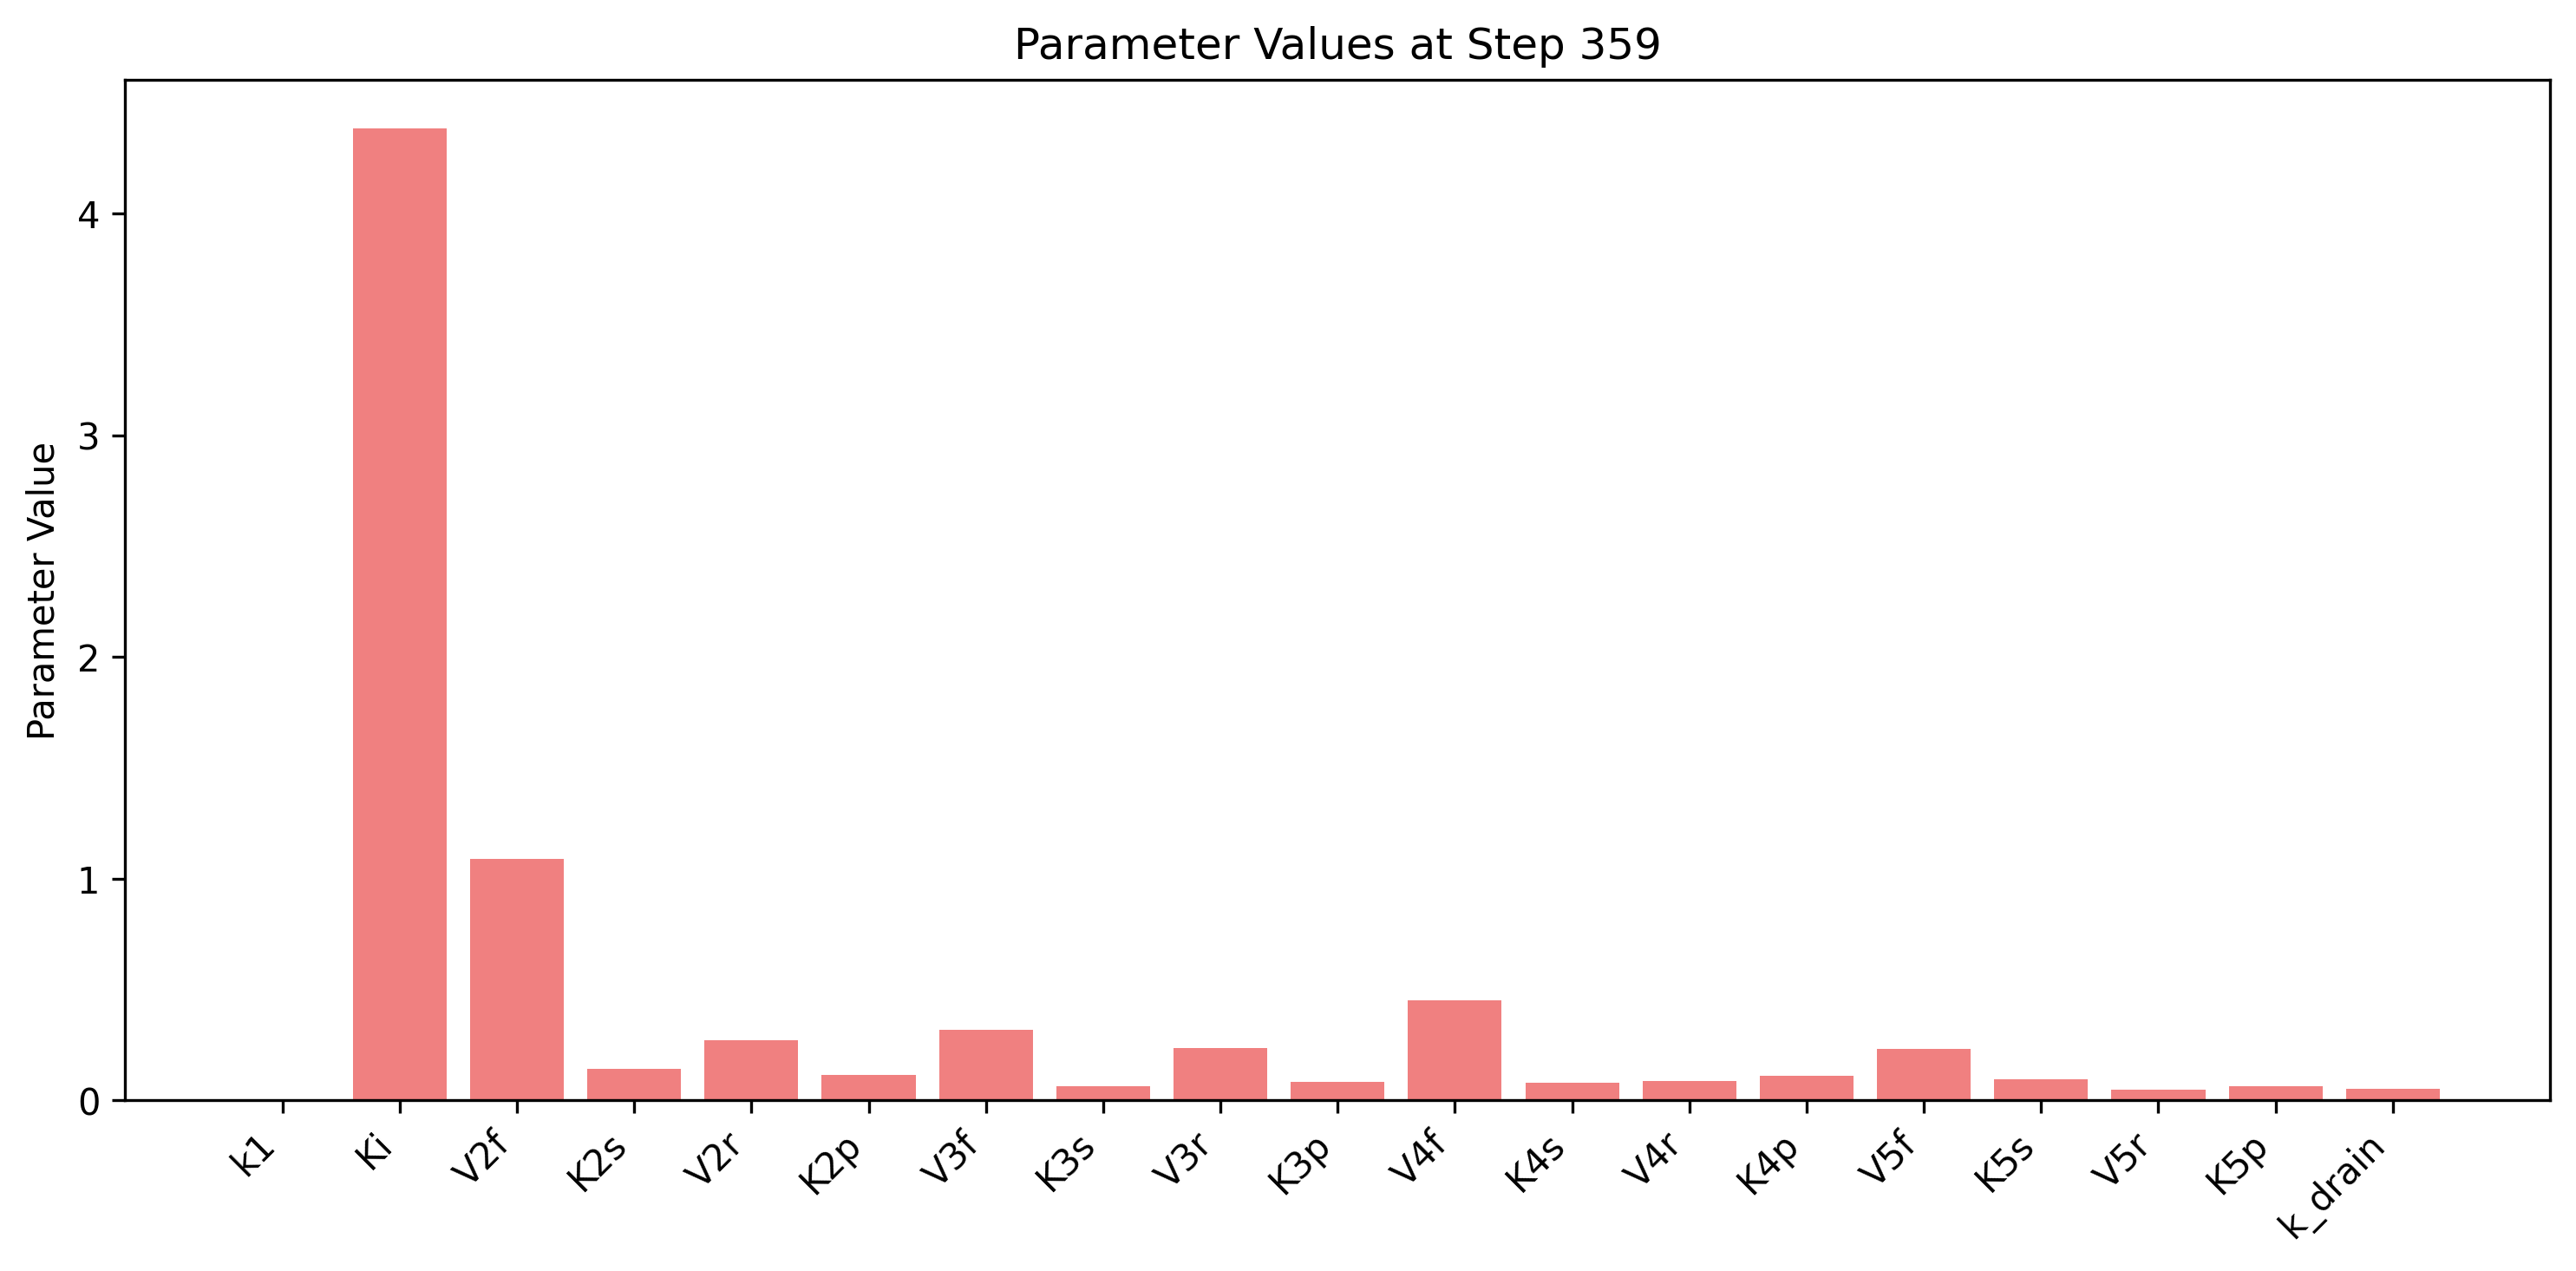 Parameter Values at Step 359
Parameter Value
4
3
2
1
0
k1
Ki
V2f
K2s
V2r
K2p
V3f
K3s
V3r
K3p
V4f
K4s
V4r
K4p
V5f
K5s
V5r
K5p
k_drain